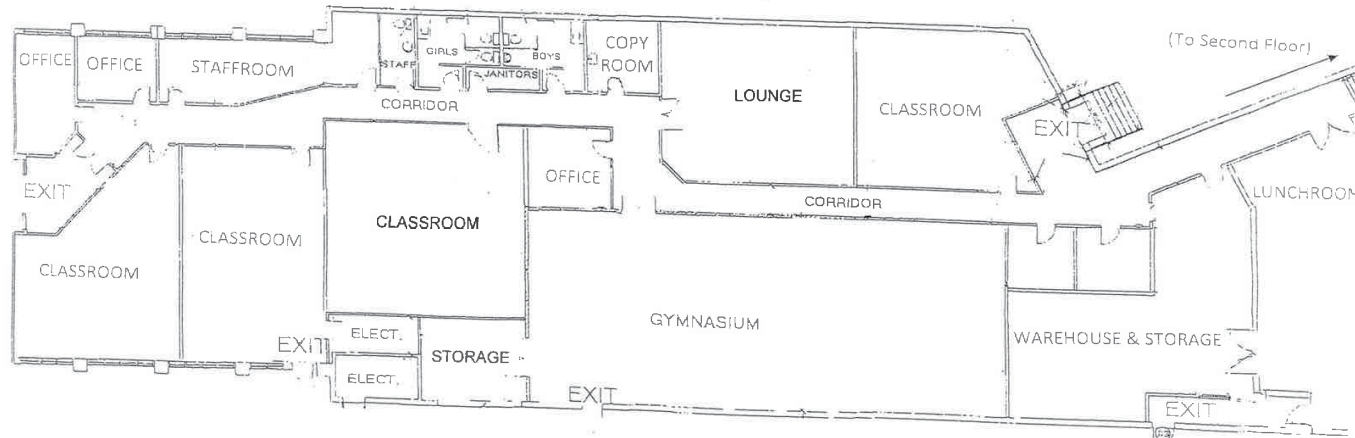 (To Second Floor)
OFFICE
OFFICE
STAFFROOM
STAFF
GIRLS
BOYS
JANITORS
COPY
ROOM
LOUNGE
CLASSROOM
EXIT
CORRIDOR
EXIT
OFFICE
CORRIDOR
LUNCHROOM
CLASSROOM
CLASSROOM
CLASSROOM
GYMNASIUM
WAREHOUSE & STORAGE
EXIT
ELECT.
STORAGE
ELECT.
EXIT
EXIT